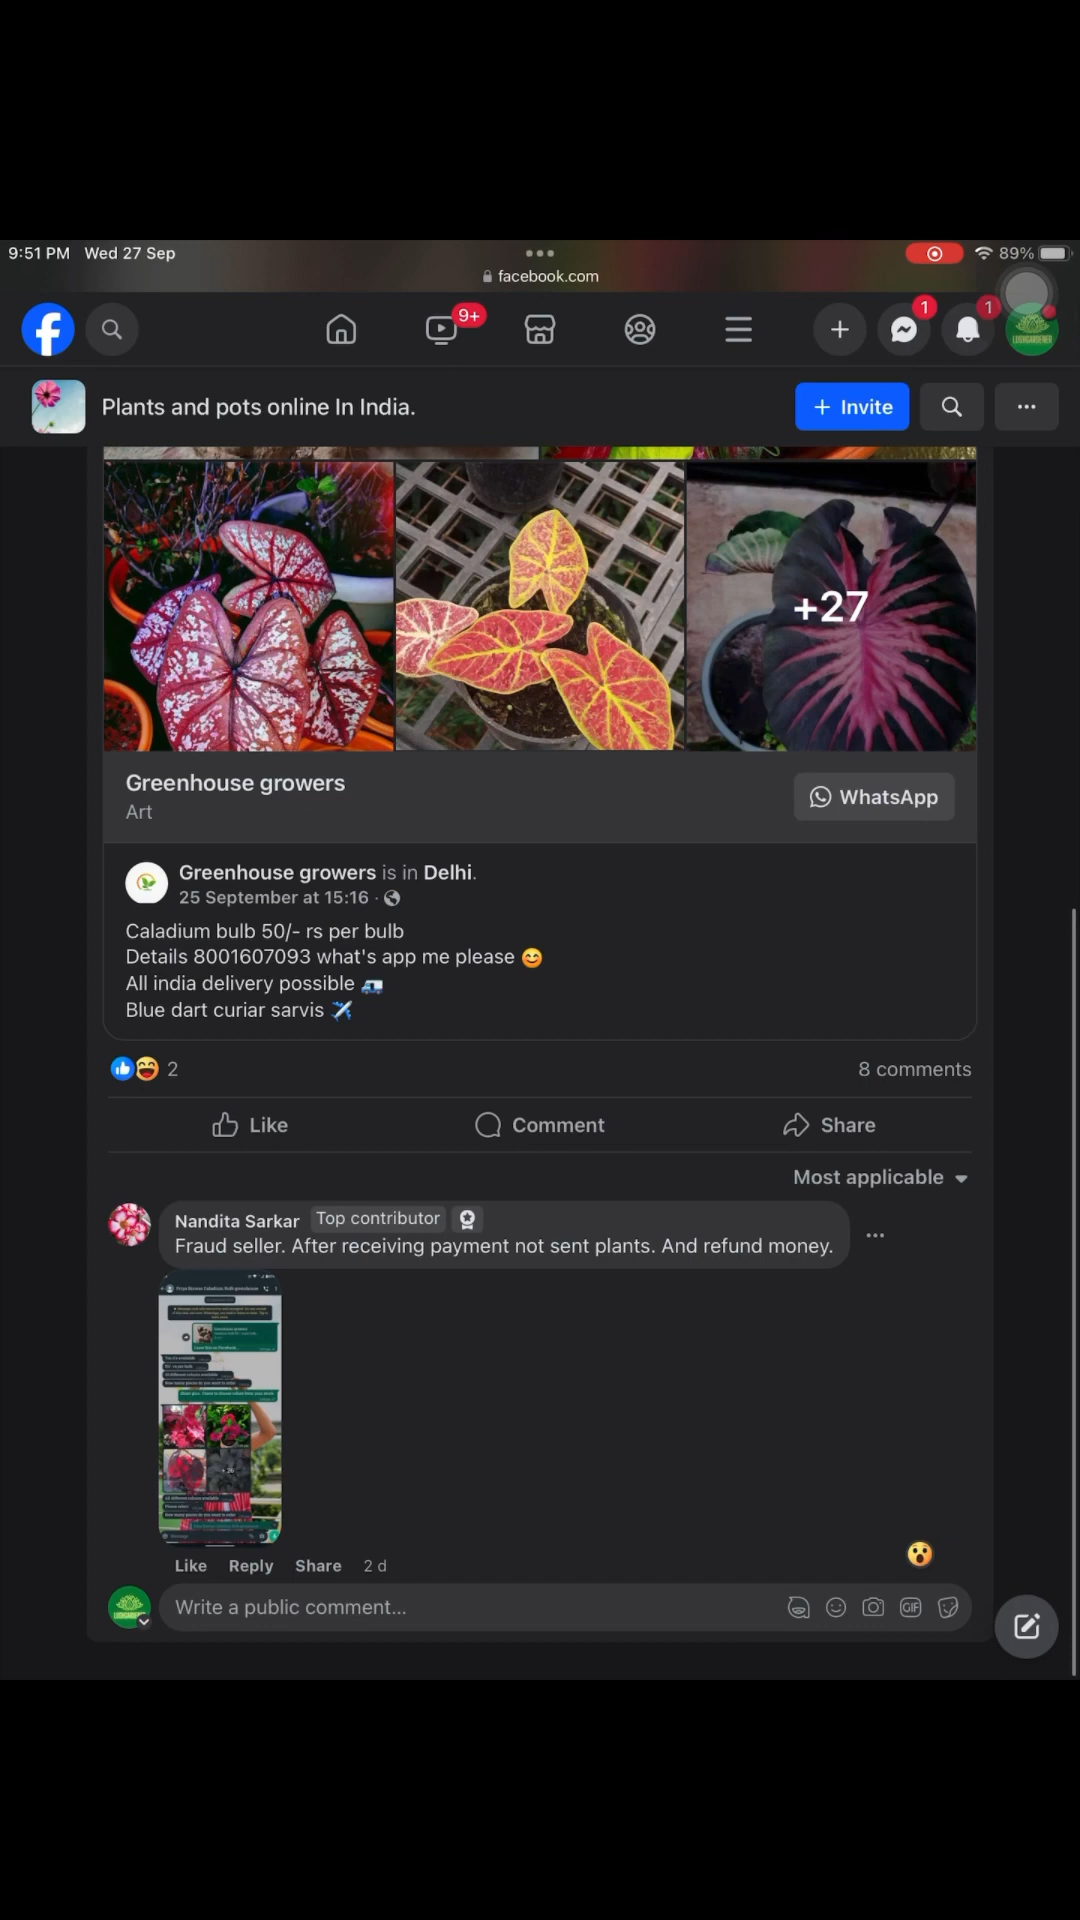 9:51 PM Wed 27 Sep
89%
facebook.com
9+
1
1
LUSHGARDENER
Plants and pots online In India.
+ Invite
+27
Greenhouse growers
Art
WhatsApp
Greenhouse growers is in Delhi.
25 September at 15:16 ·
Caladium bulb 50/- rs per bulb
Details 8001607093 what's app me please 😊
All india delivery possible 🚐
Blue dart curiar sarvis ✈️
2
8 comments
Like
Comment
Share
Most applicable
Nandita Sarkar Top contributor
Fraud seller. After receiving payment not sent plants. And refund money.
Like Reply Share 2 d
Write a public comment...
GIF